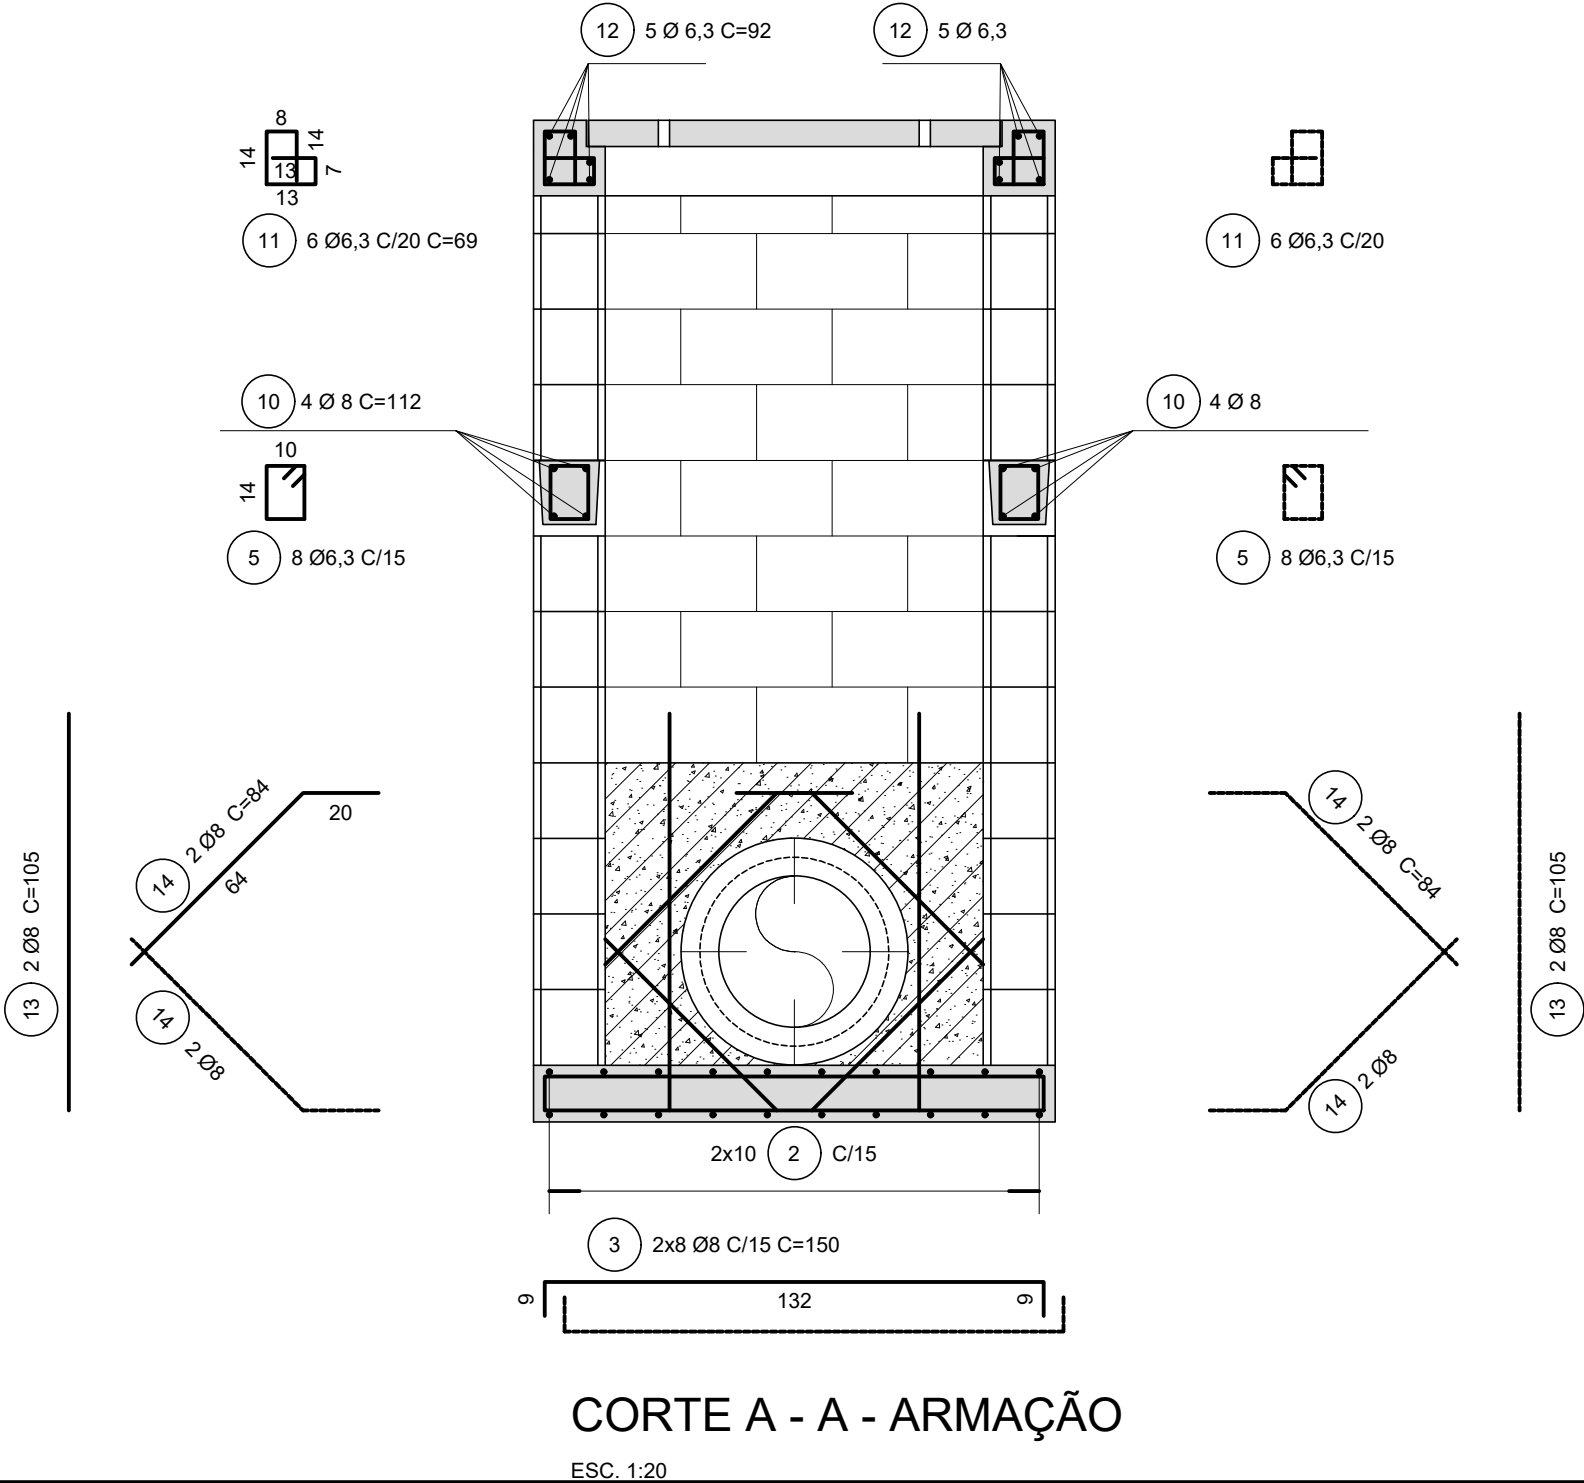 12 5 Ø 6,3 C=92
12 5 Ø 6,3
8
14
14
13
7
13
11 6 Ø6,3 C/20 C=69
11 6 Ø6,3 C/20
10 4 Ø 8 C=112
10 4 Ø 8
10
14
5 8 Ø6,3 C/15
5 8 Ø6,3 C/15
13 2 Ø8 C=105
14 2 Ø8 C=84
20
64
14 2 Ø8
14 2 Ø8 C=84
14 2 Ø8
13 2 Ø8 C=105
2x10 2 C/15
3 2x8 Ø8 C/15 C=150
9
132
9
CORTE A - A - ARMAÇÃO
ESC. 1:20